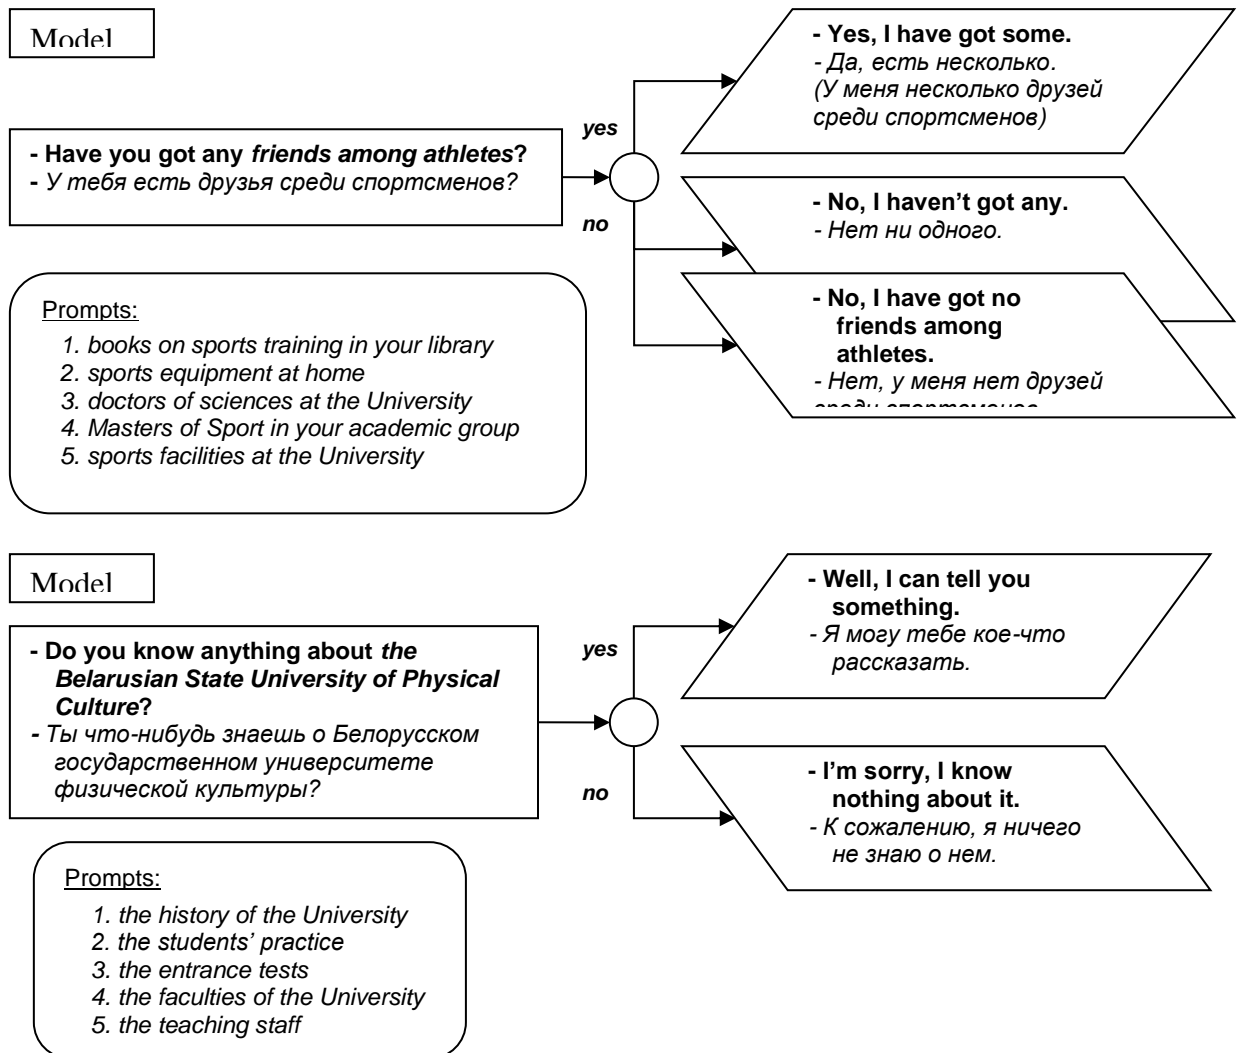 Model
- Yes, I have got some.
- Да, есть несколько.
(У меня несколько друзей
среди спортсменов)
yes
- Have you got any friends among athletes?
- У тебя есть друзья среди спортсменов?
no
- No, I haven't got any.
- Нет ни одного.
- No, I have got no
friends among
athletes.
- Нет, у меня нет друзей
среди спортсменов
Prompts:
1. books on sports training in your library
2. sports equipment at home
3. doctors of sciences at the University
4. Masters of Sport in your academic group
5. sports facilities at the University
Model
- Well, I can tell you
something.
- Я могу тебе кое-что
рассказать.
yes
- Do you know anything about the
Belarusian State University of Physical
Culture?
- Ты что-нибудь знаешь о Белорусском
государственном университете
физической культуры?
no
- I'm sorry, I know
nothing about it.
- К сожалению, я ничего
не знаю о нем.
Prompts:
1. the history of the University
2. the students' practice
3. the entrance tests
4. the faculties of the University
5. the teaching staff